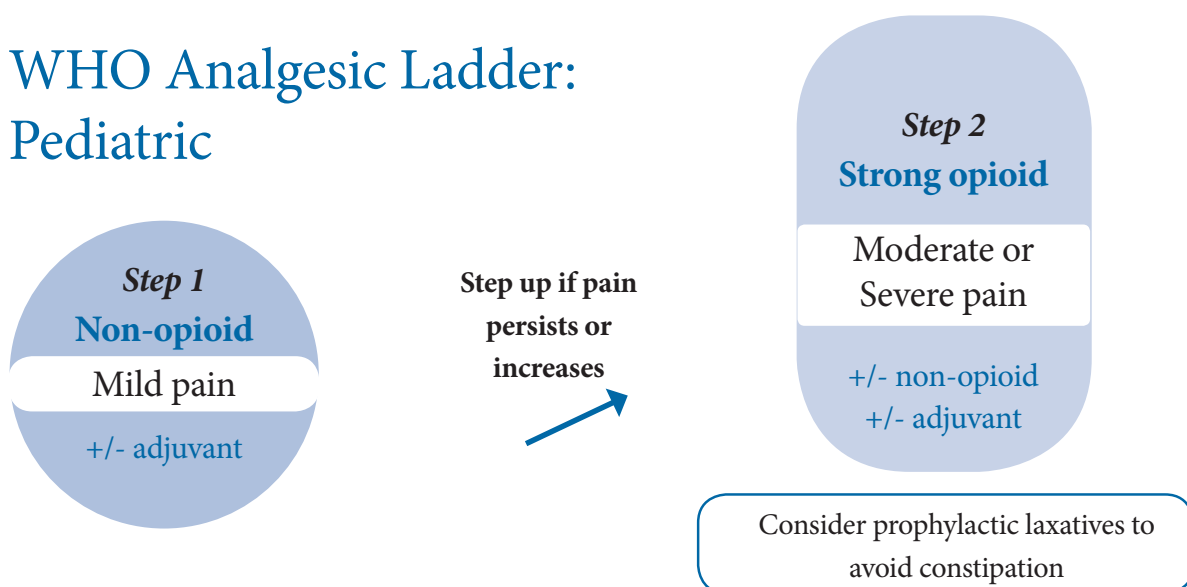 WHO Analgesic Ladder:
Pediatric
Step 1
Non-opioid
Mild pain
+/- adjuvant
Step up if pain
persists or
increases
Step 2
Strong opioid
Moderate or
Severe pain
+/- non-opioid
+/- adjuvant
Consider prophylactic laxatives to
avoid constipation